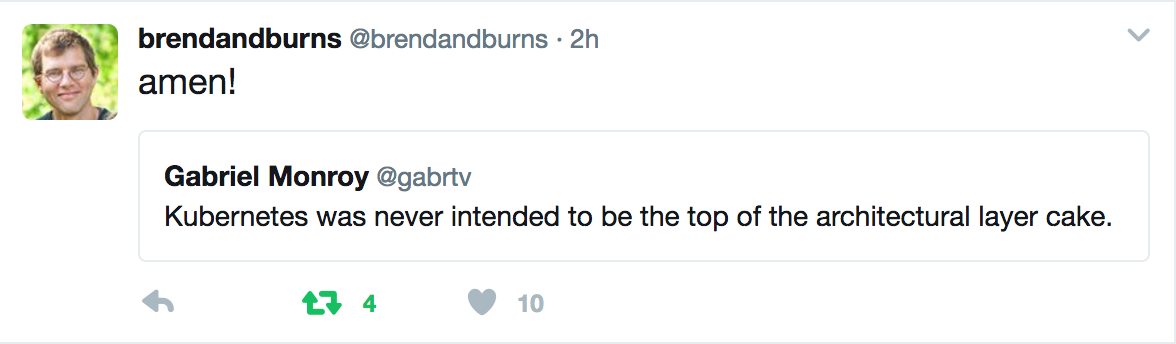 brendandburns @brendandburns · 2h
amen!
Gabriel Monroy @gabrtv
Kubernetes was never intended to be the top of the architectural layer cake.
4 10